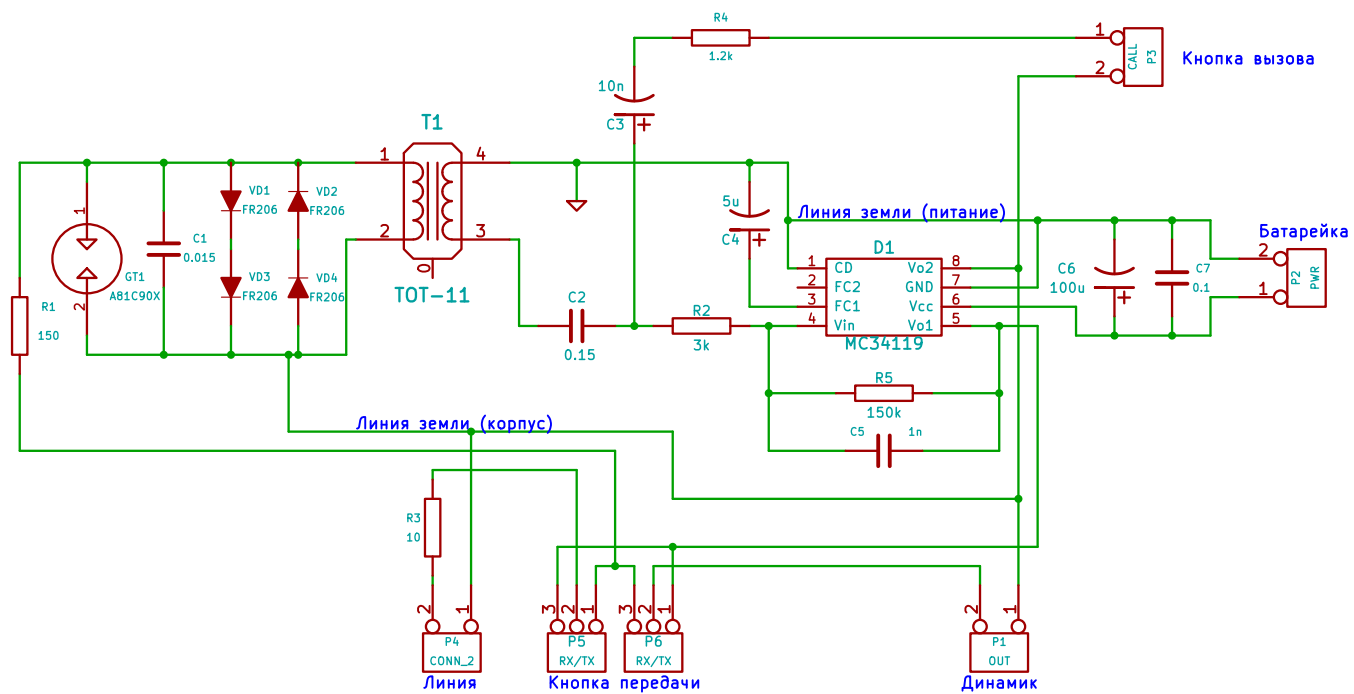 R4
1.2k
1
2
CALL
P3
Кнопка вызова
10n
C3
T1
1
4
2
3
0
TOT-11
VD1
FR206
VD2
FR206
VD3
FR206
VD4
FR206
1
2
GT1
A81C90X
C1
0.015
R1
150
5u
C4
Линия земли (питание)
D1
1
CD
Vo2
8
2
FC2
GND
7
3
FC1
Vcc
6
4
Vin
Vo1
5
MC34119
C6
100u
C7
0.1
Батарейка
2
1
P2
PWR
C2
0.15
R2
3k
R5
150k
C5
1n
Линия земли (корпус)
R3
10
2
1
P4
CONN_2
Линия
3
2
1
P5
RX/TX
3
2
1
P6
RX/TX
Кнопка передачи
2
1
P1
OUT
Динамик